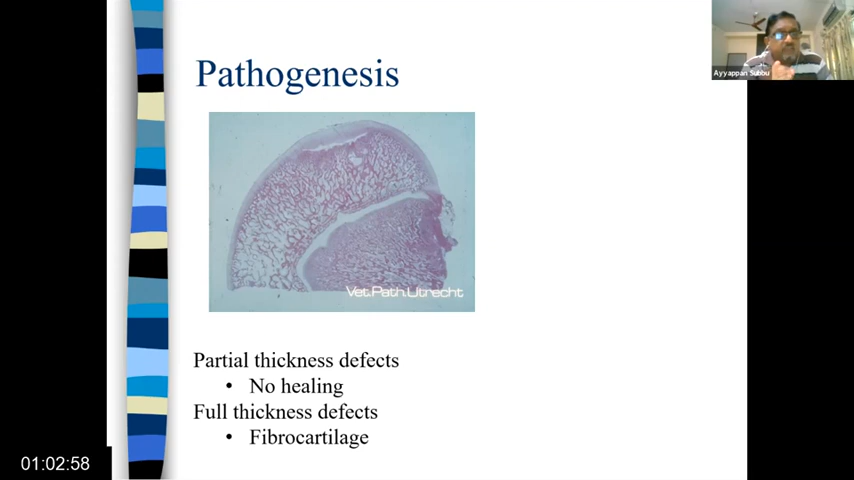 Pathogenesis
Ayyappan Subbu
Vet.Path.Utrecht
Partial thickness defects
• No healing
Full thickness defects
• Fibrocartilage
01:02:58